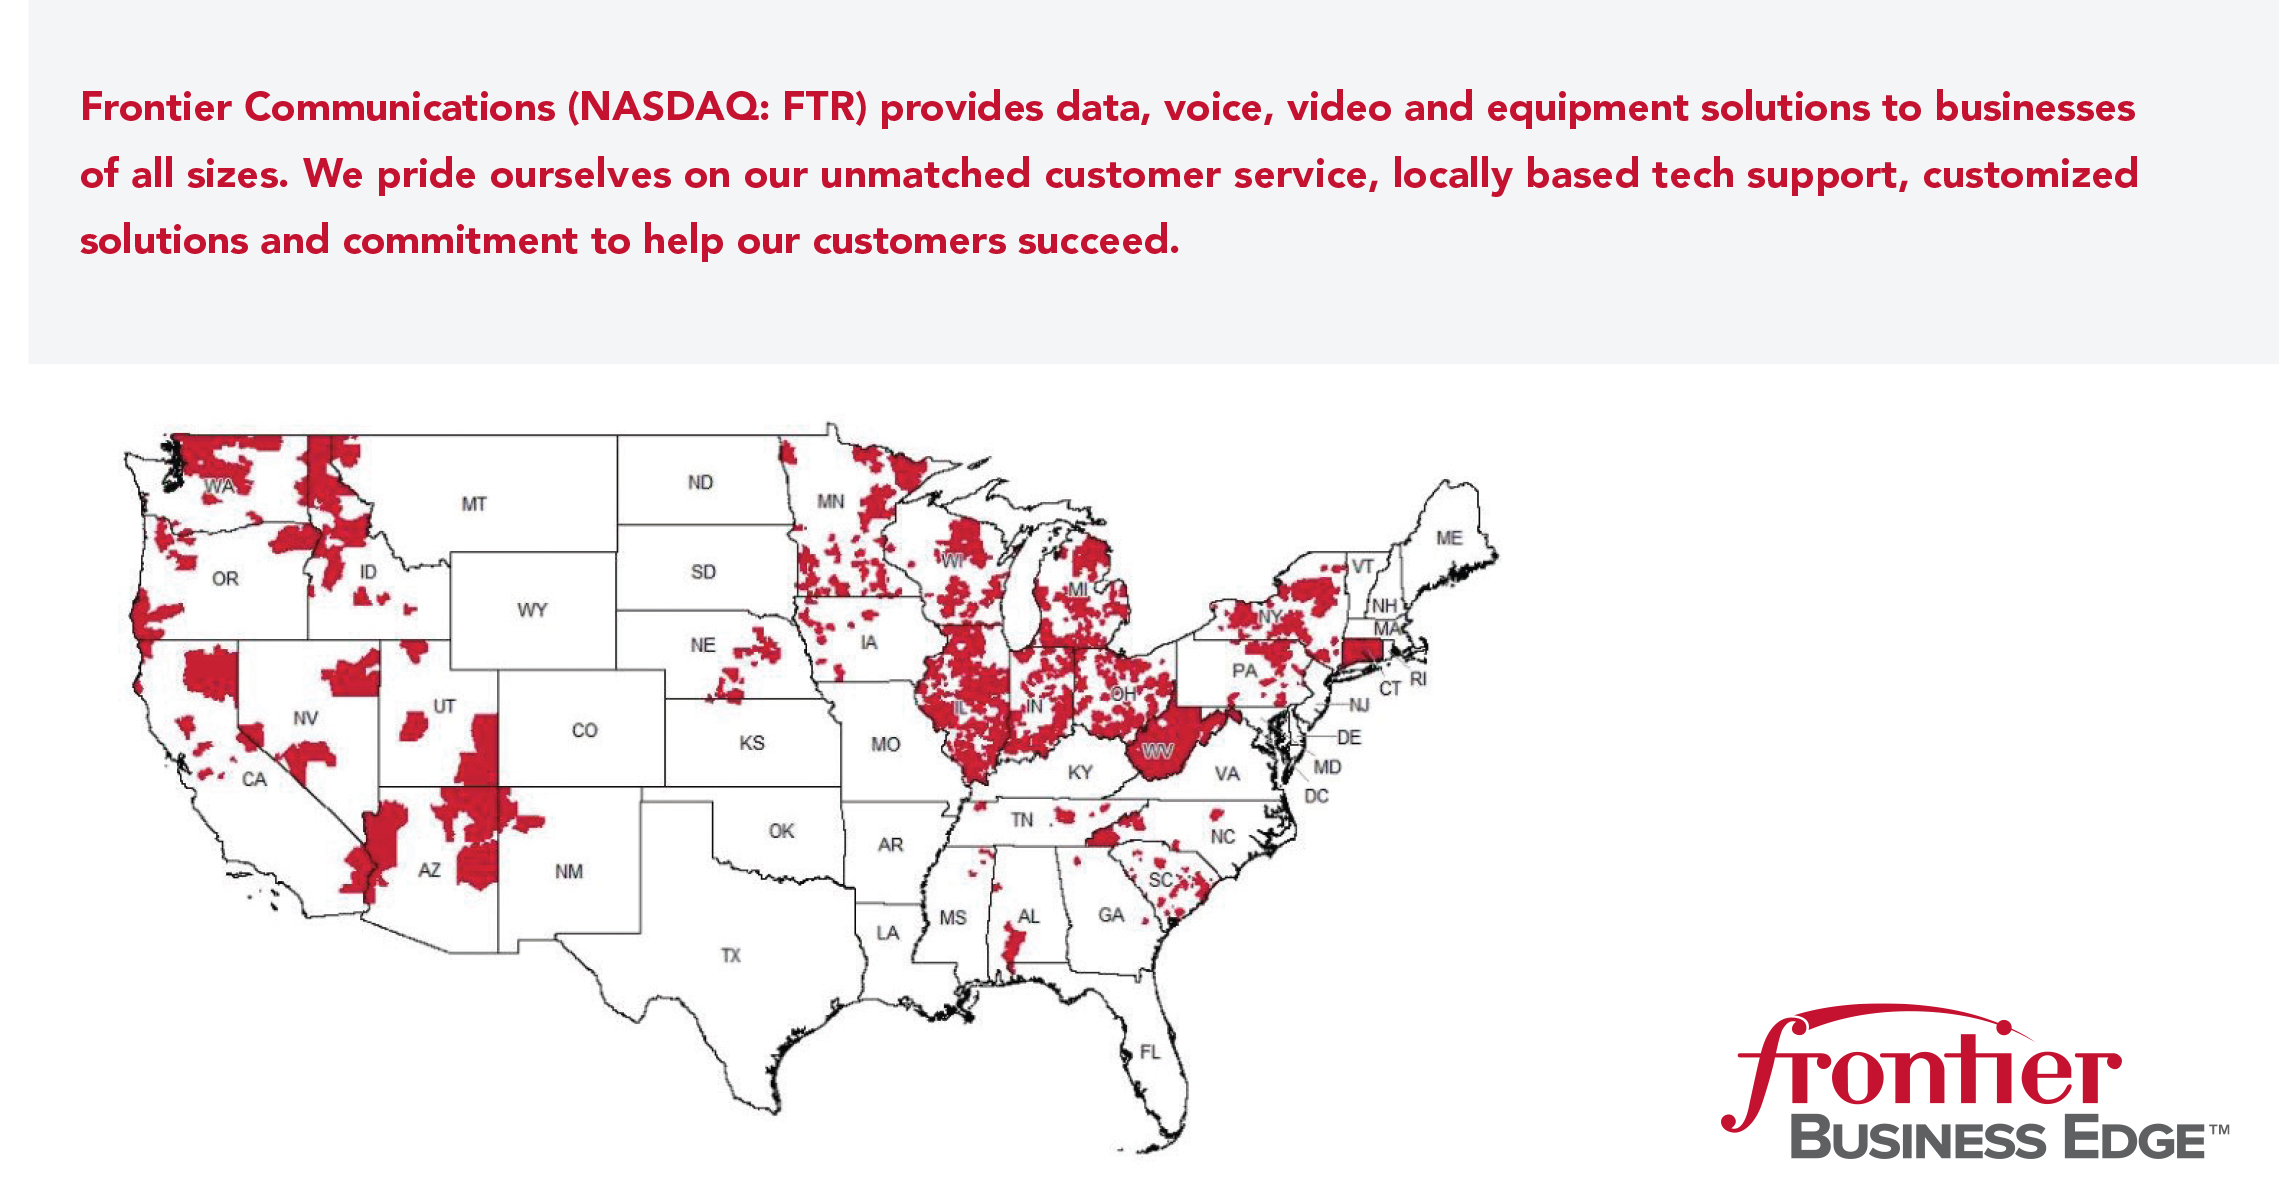 Frontier Communications (NASDAQ: FTR) provides data, voice, video and equipment solutions to businesses
of all sizes. We pride ourselves on our unmatched customer service, locally based tech support, customized
solutions and commitment to help our customers succeed.
WA
MT
ND
MN
ME
OR
ID
SD
WI
MI
VT
WY
NH
NY
MA
NE
IA
PA
RI
CT
IL
IN
OH
NJ
NV
UT
CO
KS
MO
DE
WV
CA
KY
VA
MD
DC
TN
OK
NC
AR
AZ
NM
SC
MS
AL
GA
LA
TX
FL
frontier
BUSINESS EDGE™